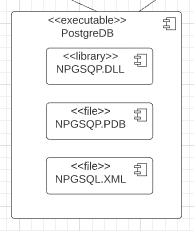 <<executable>>
PostgreDB
<<library>>
NPGSQP.DLL
<<file>>
NPGSQP.PDB
<<file>>
NPGSQL.XML